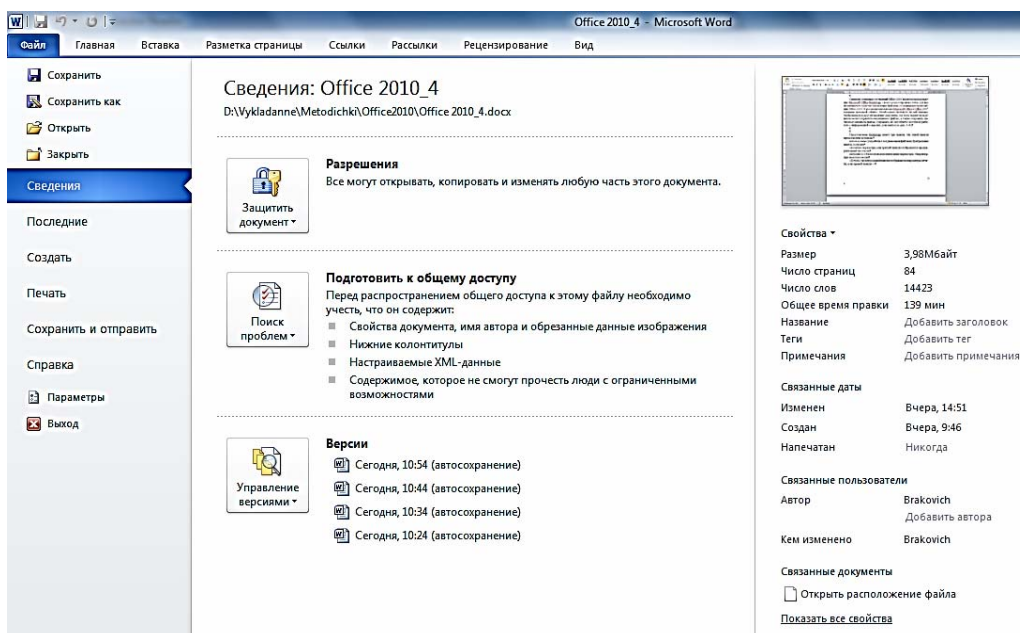 Office 2010_4 - Microsoft Word
Файл Главная Вставка Разметка страницы Ссылки Рассылки Рецензирование Вид
Сохранить
Сохранить как
Открыть
Закрыть
Сведения
Последние
Создать
Печать
Сохранить и отправить
Справка
Параметры
Выход
Сведения: Office 2010_4
D:\Vykladanne\Metodichki\Office2010\Office 2010_4.docx
Защитить
документ
Разрешения
Все могут открывать, копировать и изменять любую часть этого документа.
Поиск
проблем
Подготовить к общему доступу
Перед распространением общего доступа к этому файлу необходимо
учесть, что он содержит:
Свойства документа, имя автора и обрезанные данные изображения
Нижние колонтитулы
Настраиваемые XML-данные
Содержимое, которое не смогут прочесть люди с ограниченными
возможностями
Управление
версиями
Версии
Сегодня, 10:54 (автосохранение)
Сегодня, 10:44 (автосохранение)
Сегодня, 10:34 (автосохранение)
Сегодня, 10:24 (автосохранение)
Свойства
Размер 3,98Мбайт
Число страниц 84
Число слов 14423
Общее время правки 139 мин
Название Добавить заголовок
Теги Добавить тег
Примечания Добавить примечания
Связанные даты
Изменен Вчера, 14:51
Создан Вчера, 9:46
Напечатан Никогда
Связанные пользователи
Автор Brakovich
Добавить автора
Кем изменено Brakovich
Связанные документы
Открыть расположение файла
Показать все свойства